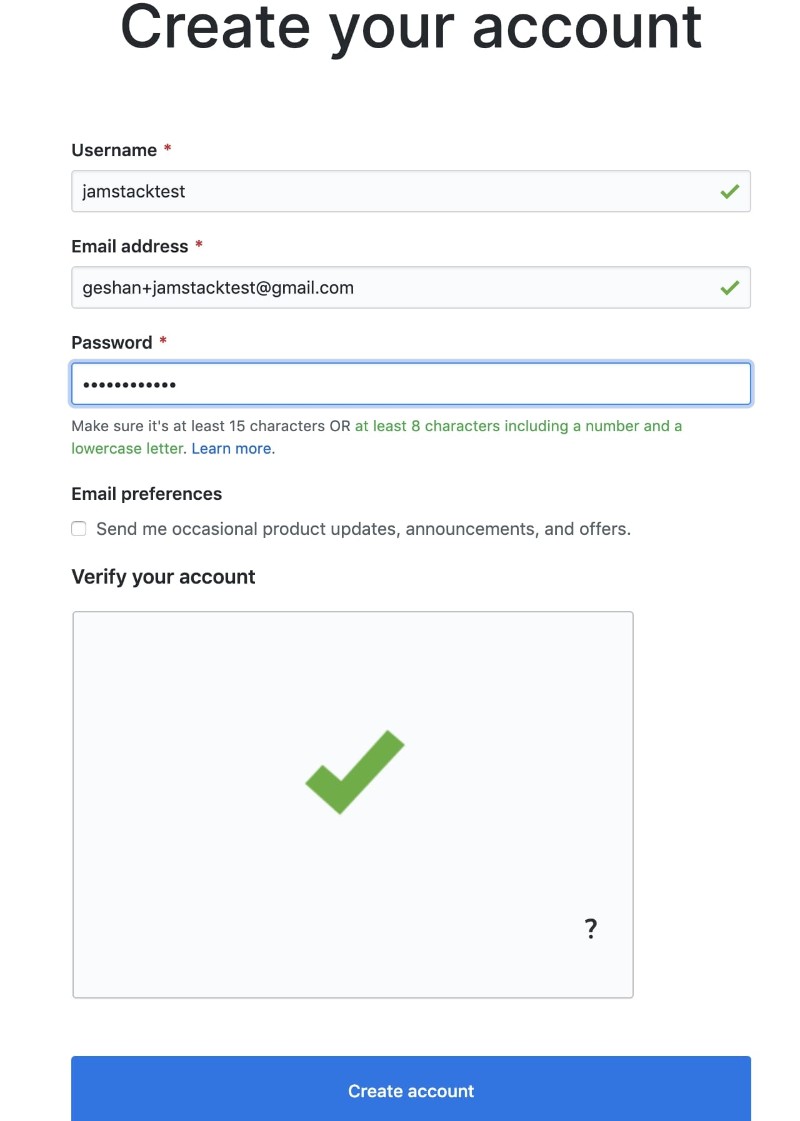 Create your account
Username *
jamstacktest
Email address *
geshan+jamstacktest@gmail.com
Password *
••••••••••••
Make sure it's at least 15 characters OR at least 8 characters including a number and a
lowercase letter. Learn more.
Email preferences
Send me occasional product updates, announcements, and offers.
Verify your account
?
Create account